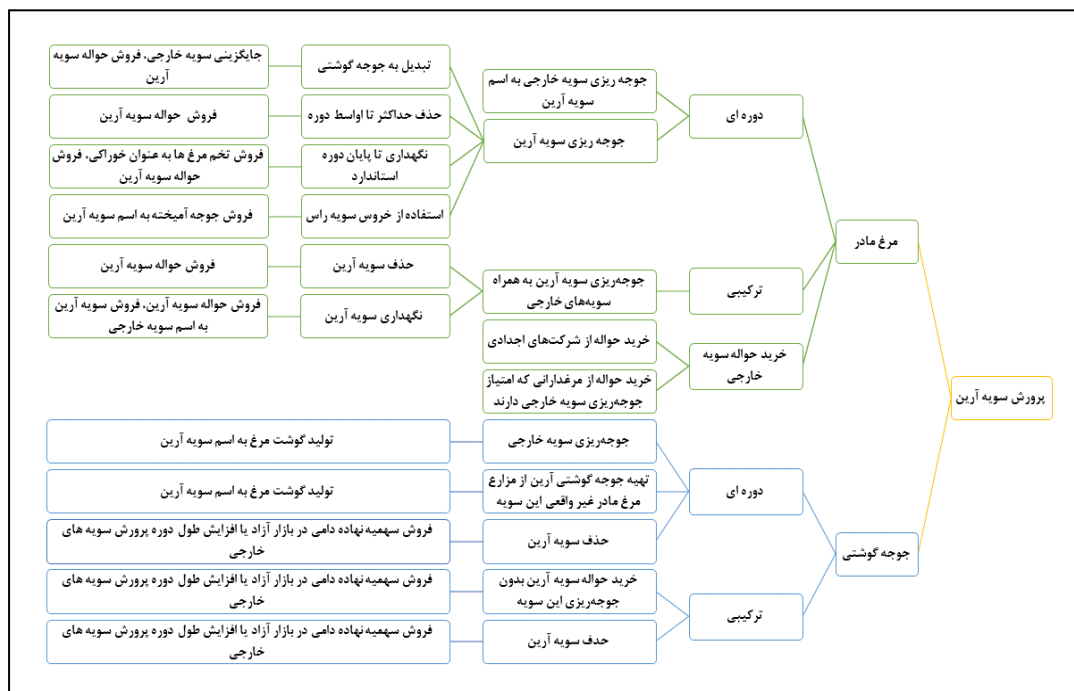 پرورش سویه آرین
مرغ مادر
دوره ای
جوجه ریزی سویه خارجی به اسم
سویه آرین
جوجه ریزی سویه آرین
تبدیل به جوجه گوشتی
جایگزینی سویه خارجی، فروش حواله سویه
آرین
حذف حداکثر تا اواسط دوره
فروش حواله سویه آرین
نگهداری تا پایان دوره
استاندارد
فروش تخم مرغ ها به عنوان خوراکی، فروش
حواله سویه آرین
استفاده از خروس سویه راس
فروش جوجه آمیخته به اسم سویه آرین
ترکیبی
جوجه‌ریزی سویه آرین به همراه
سویه‌های خارجی
حذف سویه آرین
فروش حواله سویه آرین
نگهداری سویه آرین
فروش حواله سویه آرین، فروش سویه آرین
به اسم سویه خارجی
خرید حواله سویه
خارجی
خرید حواله از شرکت‌های اجدادی
خرید حواله از مرغدارانی که امتیاز
جوجه‌ریزی سویه خارجی دارند
جوجه گوشتی
دوره ای
جوجه‌ریزی سویه خارجی
تولید گوشت مرغ به اسم سویه آرین
تهیه جوجه گوشتی آرین از مزارع
مرغ مادر غیر واقعی این سویه
تولید گوشت مرغ به اسم سویه آرین
حذف سویه آرین
فروش سهمیه نهاده دامی در بازار آزاد یا افزایش طول دوره پرورش سویه های
خارجی
ترکیبی
خرید حواله سویه آرین بدون
جوجه‌ریزی این سویه
فروش سهمیه نهاده دامی در بازار آزاد یا افزایش طول دوره پرورش سویه های
خارجی
حدف سویه آرین
فروش سهمیه نهاده دامی در بازار آزاد یا افزایش طول دوره پرورش سویه های
خارجی